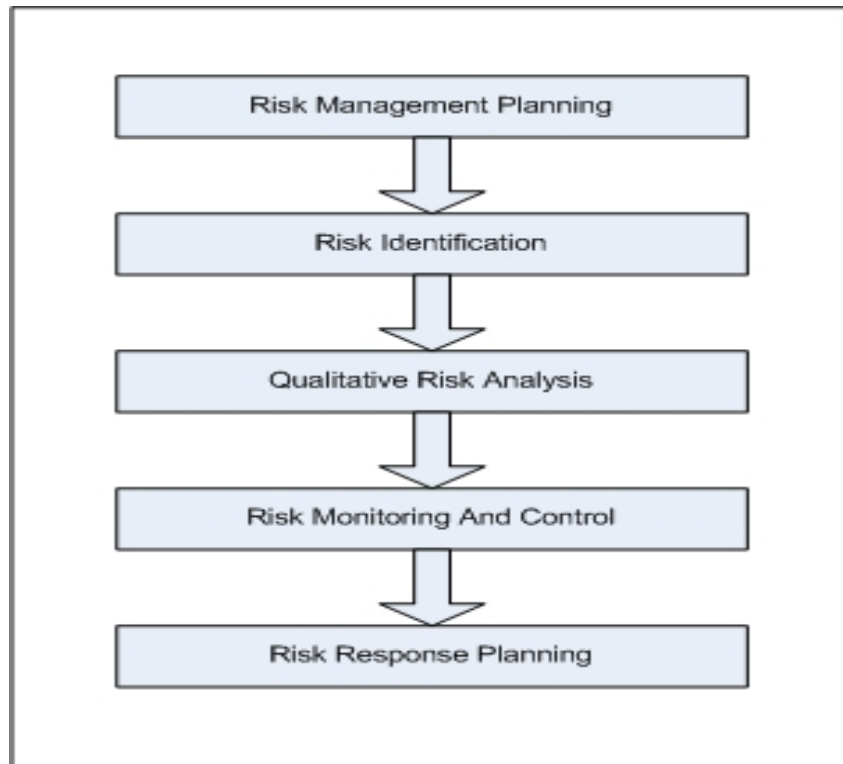 Risk Management Planning
Risk Identification
Qualitative Risk Analysis
Risk Monitoring And Control
Risk Response Planning